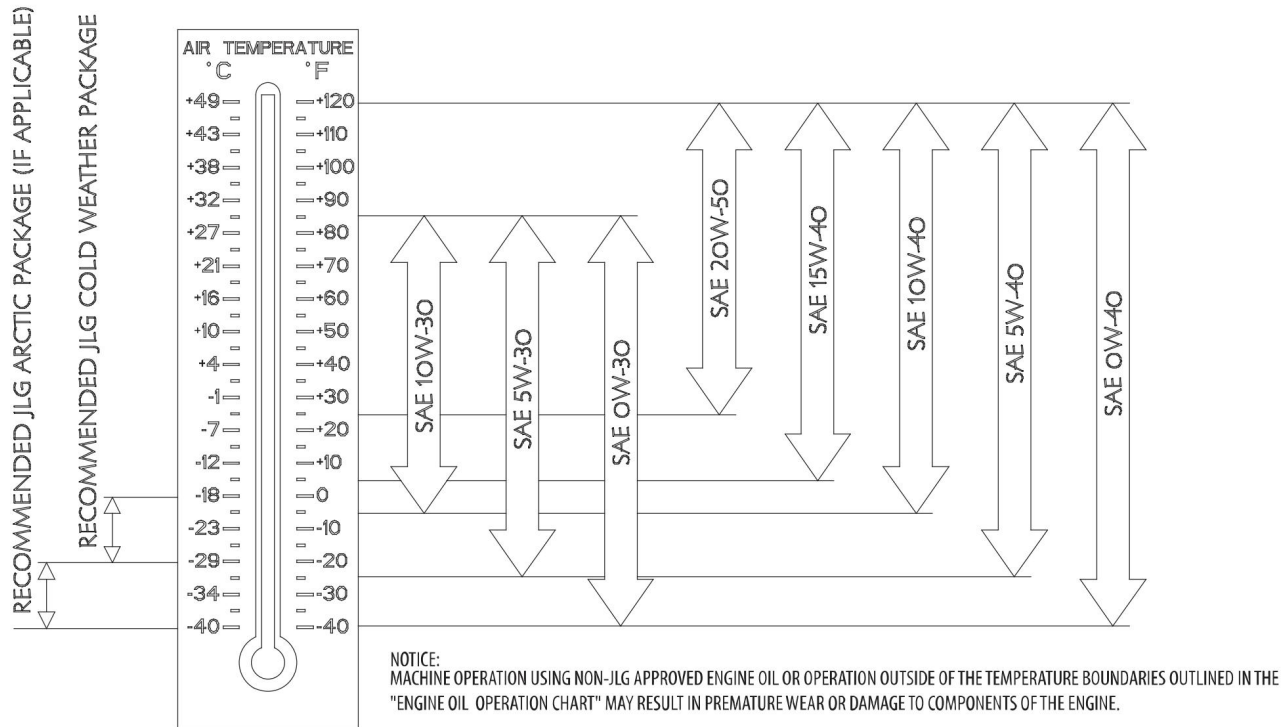 RECOMMENDED JLG ARCTIC PACKAGE (IF APPLICABLE)
RECOMMENDED JLG COLD WEATHER PACKAGE
AIR TEMPERATURE
°C °F
+49 +120
+43 +110
+38 +100
+32 +90
+27 +80
+21 +70
+16 +60
+10 +50
+4 +40
-1 +30
-7 +20
-12 +10
-18 0
-23 -10
-29 -20
-34 -30
-40 -40
SAE 10W-30
SAE 5W-30
SAE 0W-30
SAE 20W-50
SAE 15W-40
SAE 10W-40
SAE 5W-40
SAE 0W-40
NOTICE:
MACHINE OPERATION USING NON-JLG APPROVED ENGINE OIL OR OPERATION OUTSIDE OF THE TEMPERATURE BOUNDARIES OUTLINED IN THE
"ENGINE OIL OPERATION CHART" MAY RESULT IN PREMATURE WEAR OR DAMAGE TO COMPONENTS OF THE ENGINE.